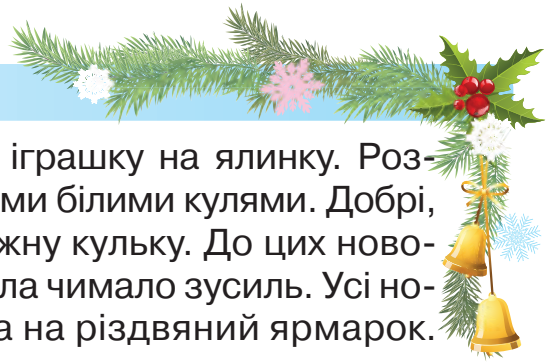 іграшку на ялинку. Роз-
ми білими кулями. Добрі,
жну кульку. До цих ново-
ла чимало зусиль. Усі но-
а на різдвяний ярмарок.